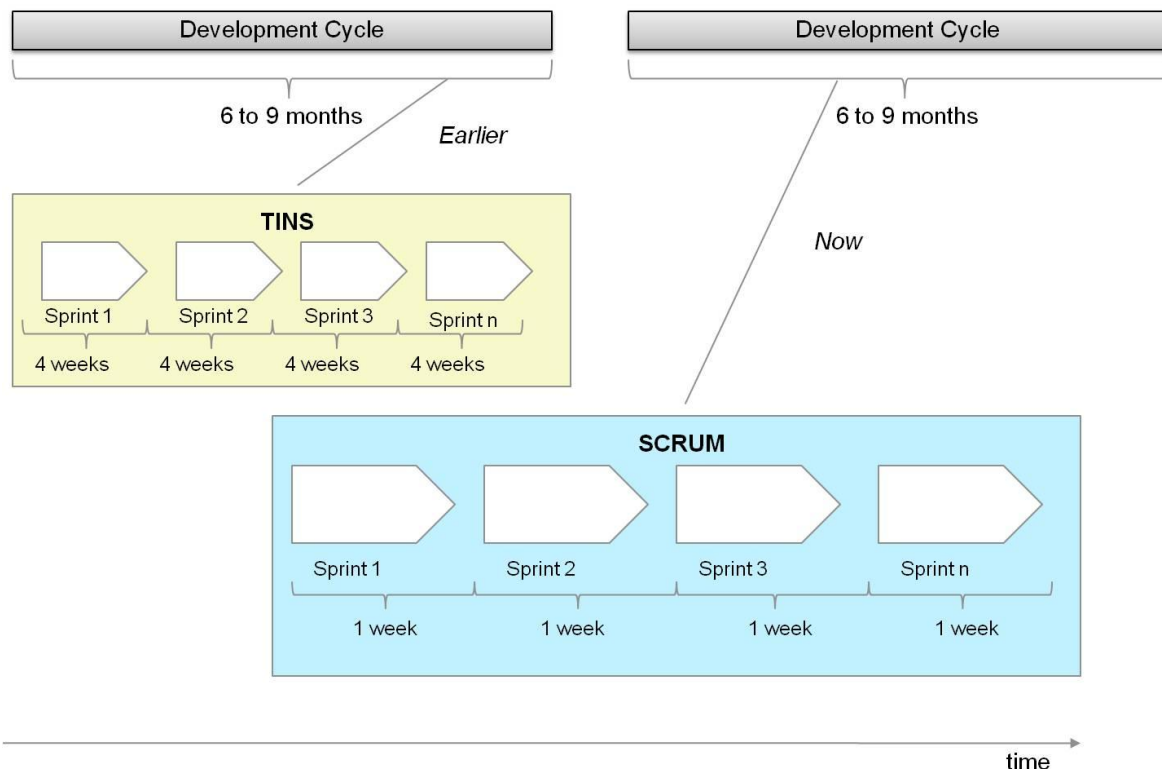 Development Cycle
Development Cycle
6 to 9 months
6 to 9 months
Earlier
TINS
Sprint 1
Sprint 2
Sprint 3
Sprint n
4 weeks
4 weeks
4 weeks
4 weeks
Now
SCRUM
Sprint 1
Sprint 2
Sprint 3
Sprint n
1 week
1 week
1 week
1 week
time